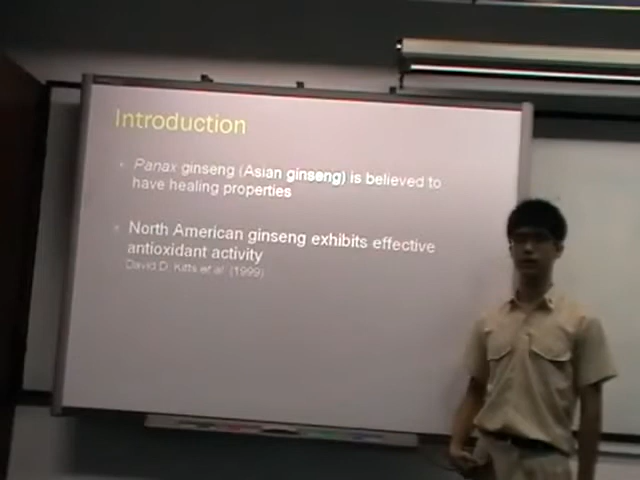 Introduction
Panax ginseng (Asian ginseng) is believed to
have healing properties
North American ginseng exhibits effective
antioxidant activity
David D. Kitts et al. (1999)